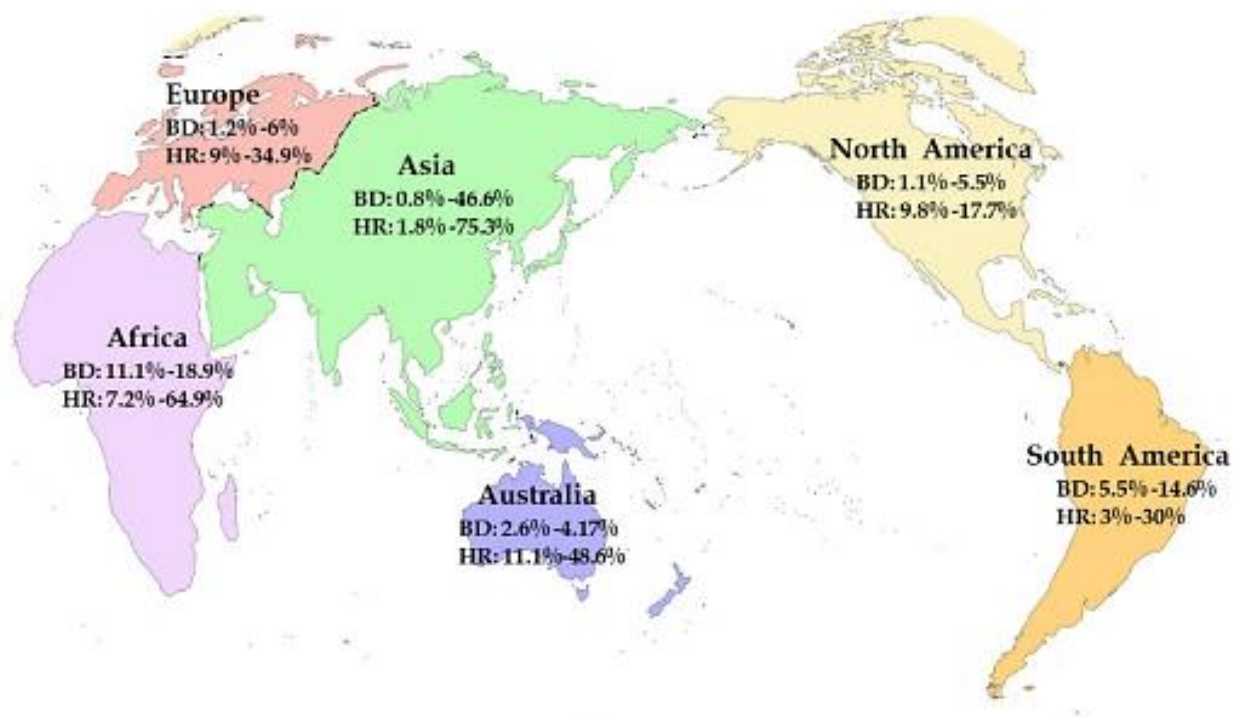 Europe
BD: 1.2%-6%
HR: 9%-34.9%
Asia
BD: 0.8%-46.6%
HR: 1.8%-75.3%
North America
BD: 1.1%-5.5%
HR: 9.8%-17.7%
Africa
BD: 11.1%-18.9%
HR: 7.2%-64.9%
Australia
BD: 2.6%-4.17%
HR: 11.1%-48.6%
South America
BD: 5.5%-14.6%
HR: 3%-30%